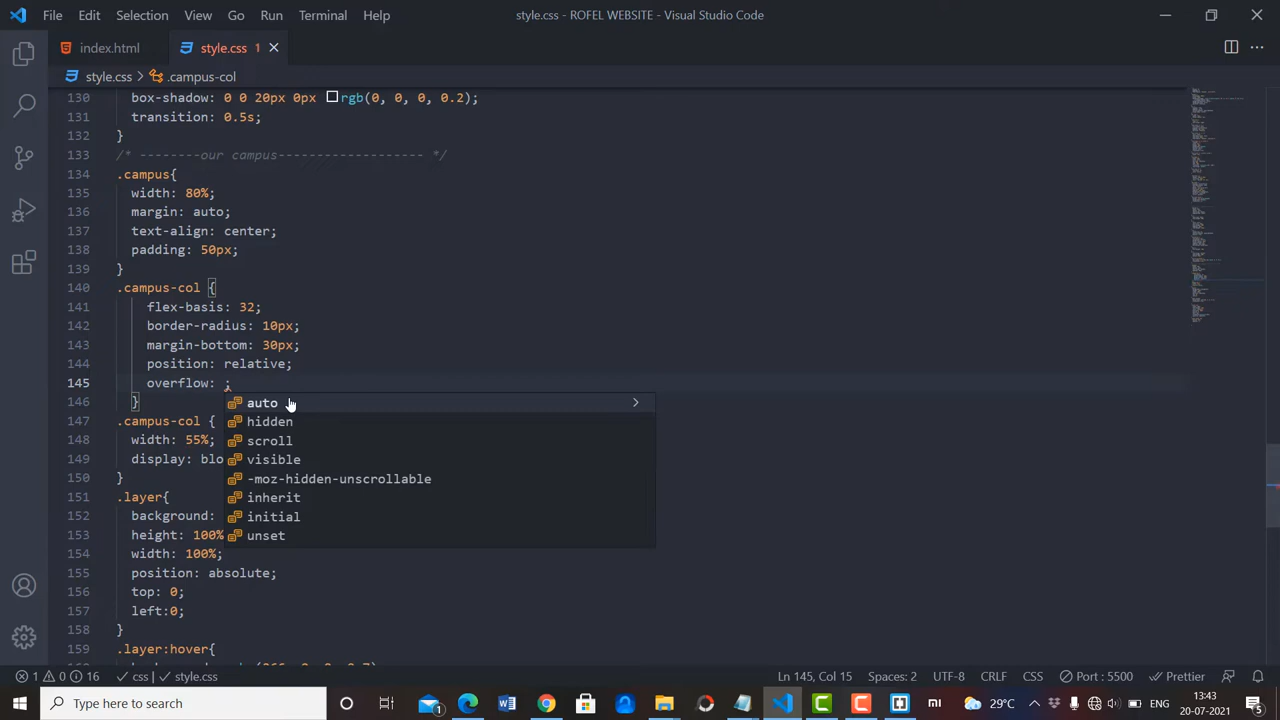 File Edit Selection View Go Run Terminal Help style.css - ROFEL WEBSITE - Visual Studio Code
index.html style.css 1
style.css > .campus-col
130 box-shadow: 0 0 20px 0px rgb(0, 0, 0, 0.2);
131 transition: 0.5s;
132 }
133 /* --------our campus------------------ */
134 .campus{
135 width: 80%;
136 margin: auto;
137 text-align: center;
138 padding: 50px;
139 }
140 .campus-col {
141 flex-basis: 32;
142 border-radius: 10px;
143 margin-bottom: 30px;
144 position: relative;
145 overflow: ;
146 }
auto
147 .campus-col {
hidden
148 width: 55%;
scroll
149 display: blo
visible
150 }
-moz-hidden-unscrollable
151 .layer{
inherit
152 background:
initial
153 height: 100%
unset
154 width: 100%;
155 position: absolute;
156 top: 0;
157 left:0;
158 }
159 .layer:hover{
1 0 16 css | style.css Ln 145, Col 15 Spaces: 2 UTF-8 CRLF CSS Port : 5500 Prettier
Type here to search 1 29°C ENG 13:43
20-07-2021 5